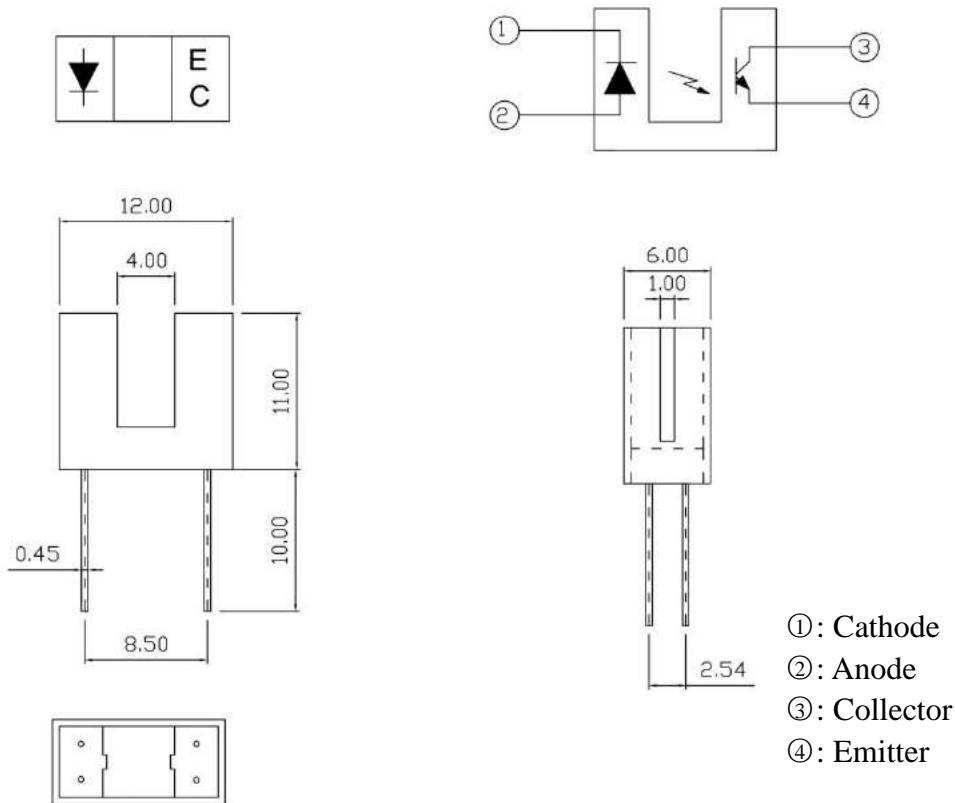 E
C
①
②
③
④
12.00
4.00
11.00
10.00
0.45
8.50
6.00
1.00
2.54
①: Cathode
②: Anode
③: Collector
④: Emitter